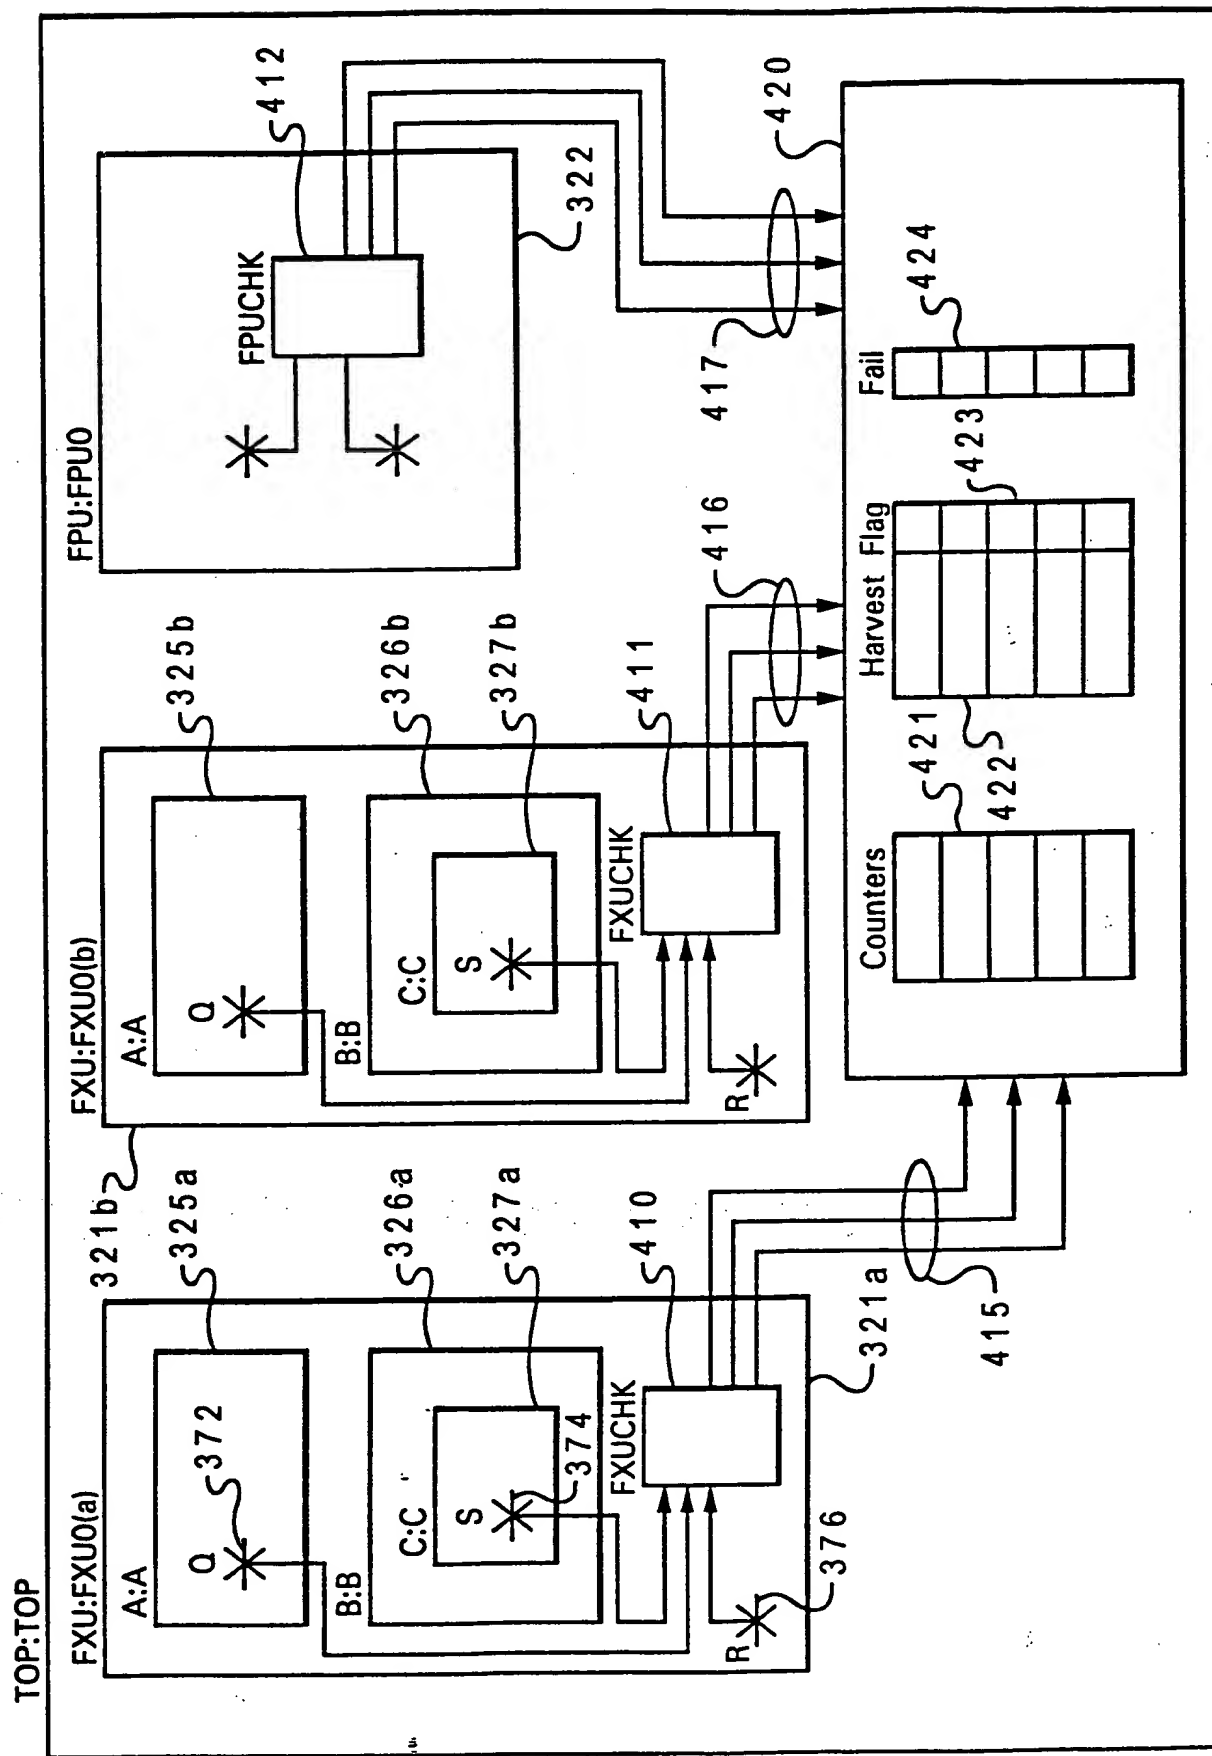 TOP:TOP
FXU:FXU0(a)
A:A
Q
372
325a
321b
B:B
C:C
S
374
326a
327a
FXUCHK
410
R
376
321a
415
FXU:FXU0(b)
A:A
Q
325b
B:B
C:C
S
326b
327b
FXUCHK
411
R
416
FPU:FPU0
FPUCHK
412
322
417
420
Counters
421
Harvest Flag
422
423
Fail
424